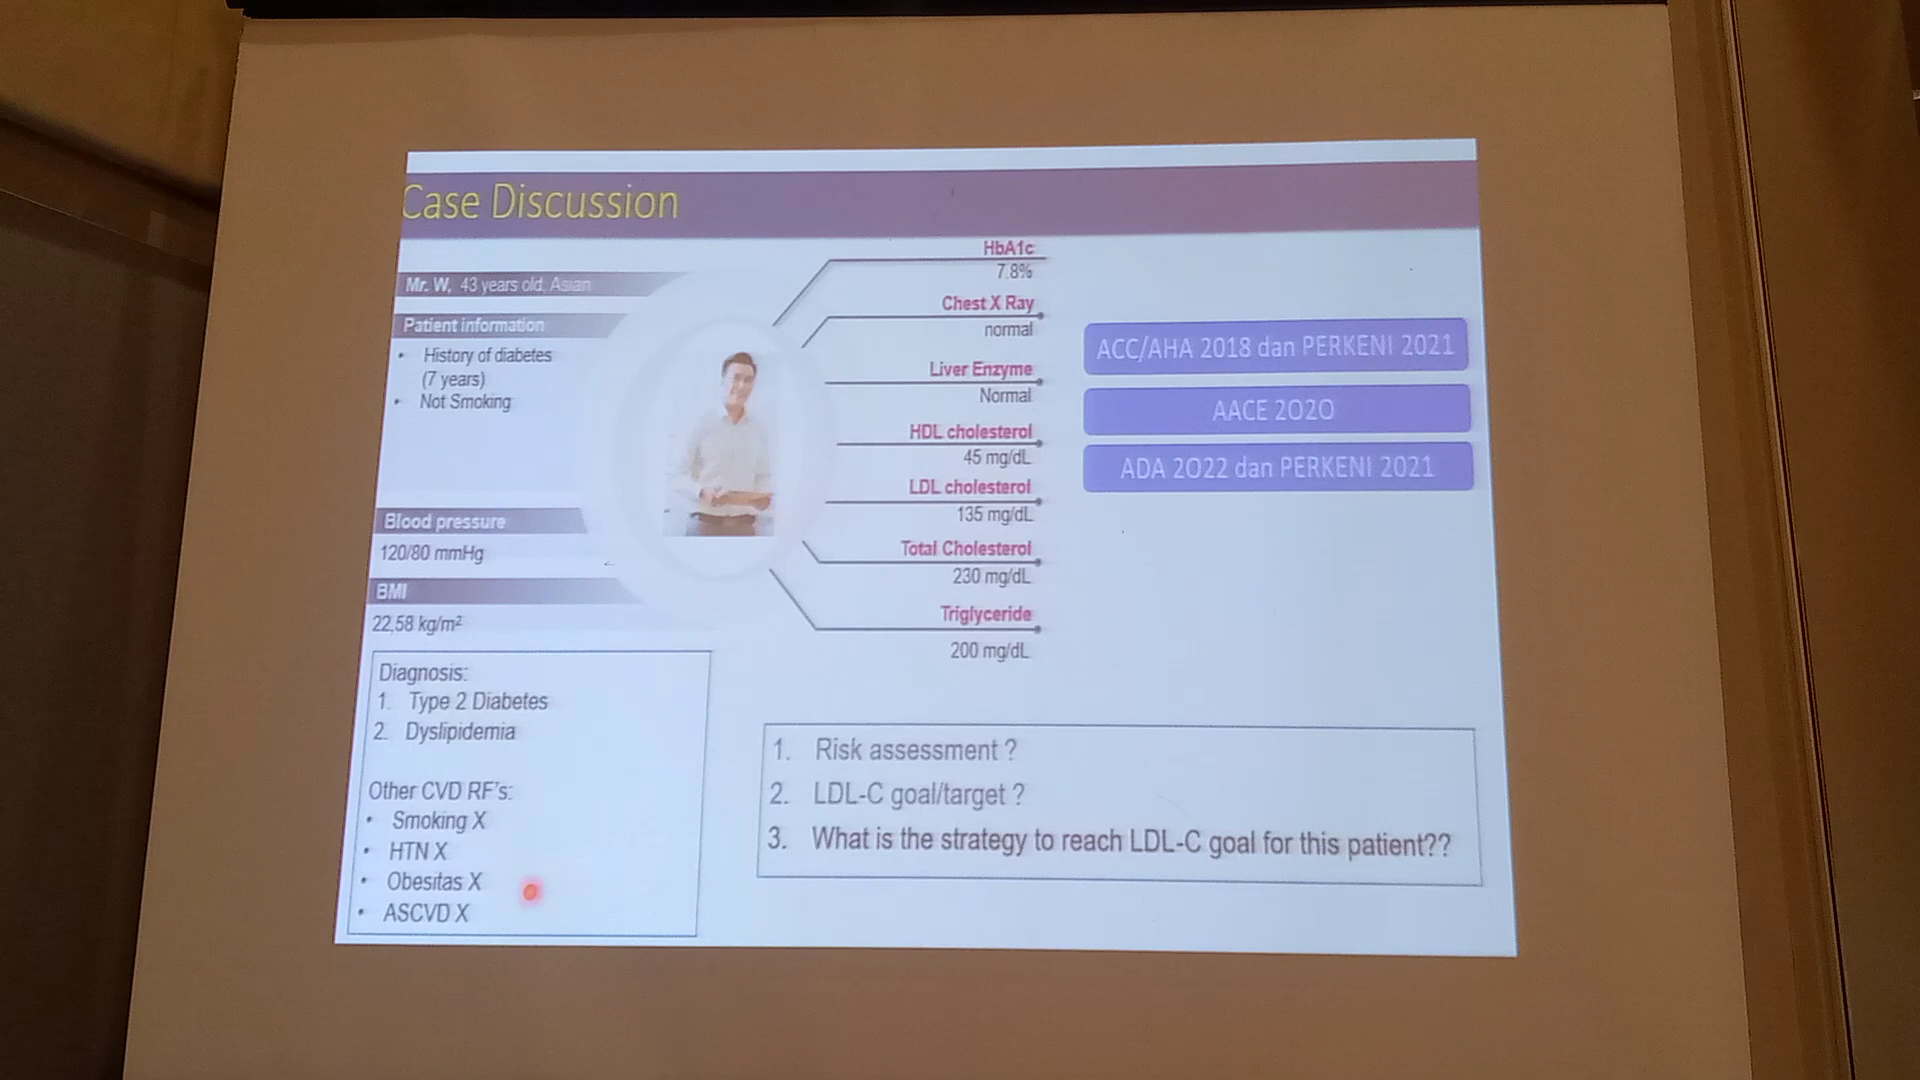 Case Discussion
Mr. W, 43 years old, Asian
Patient information
• History of diabetes
(7 years)
• Not Smoking
Blood pressure
120/80 mmHg
BMI
22,58 kg/m²
Diagnosis:
1. Type 2 Diabetes
2. Dyslipidemia
Other CVD RF's:
• Smoking X
• HTN X
• Obesitas X
• ASCVD X
HbA1c
7.8%
Chest X Ray
normal
Liver Enzyme
Normal
HDL cholesterol
45 mg/dL
LDL cholesterol
135 mg/dL
Total Cholesterol
230 mg/dL
Triglyceride
200 mg/dL
ACC/AHA 2018 dan PERKENI 2021
AACE 2020
ADA 2022 dan PERKENI 2021
1. Risk assessment ?
2. LDL-C goal/target ?
3. What is the strategy to reach LDL-C goal for this patient??